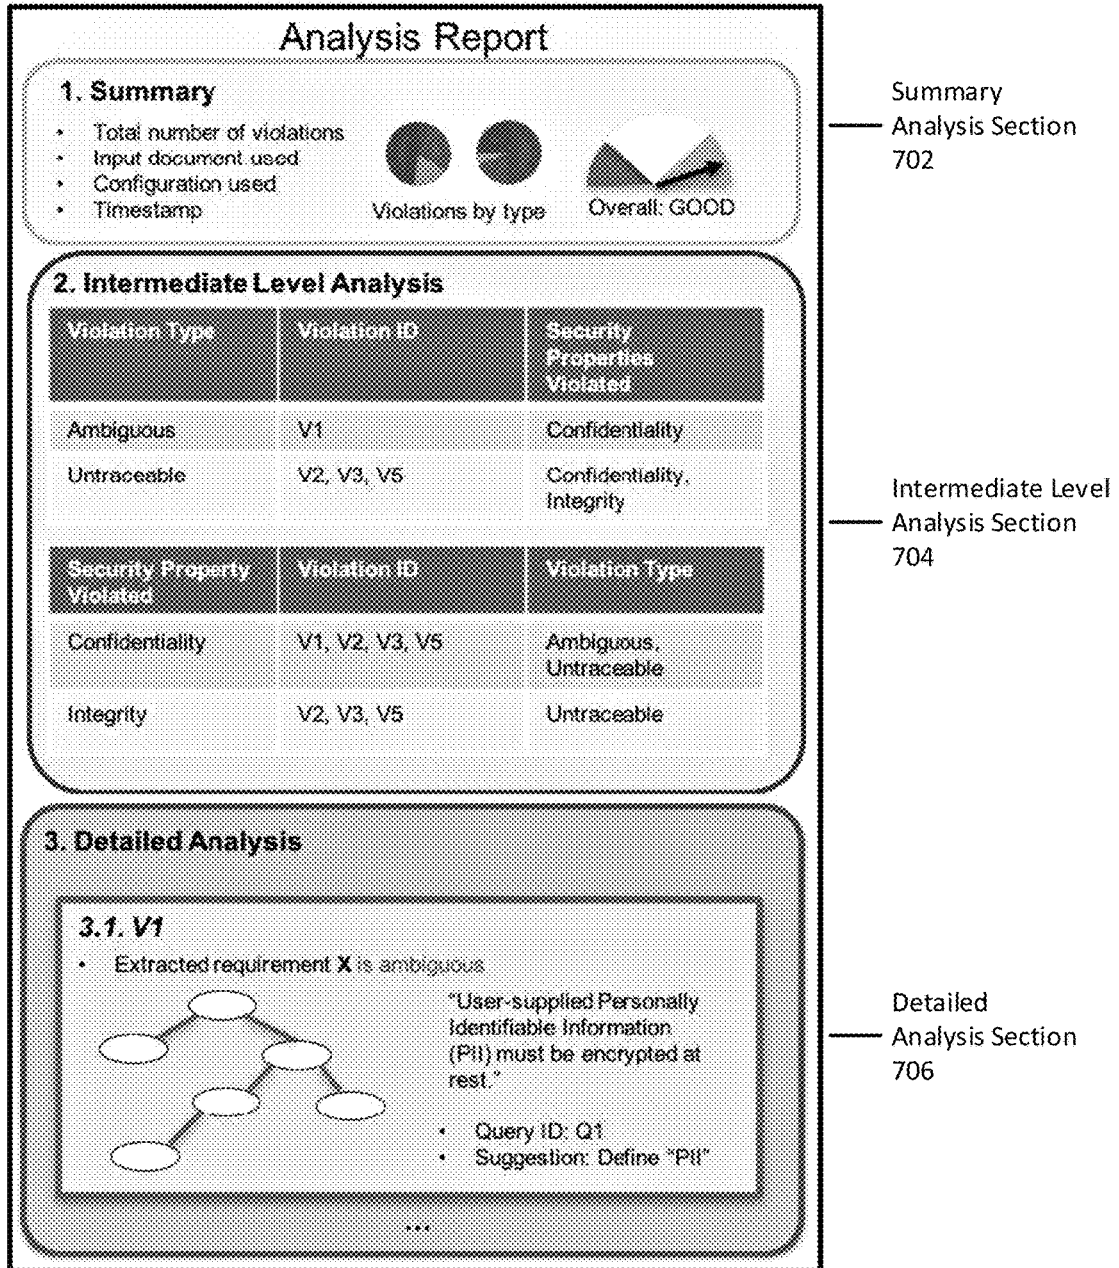 Analysis Report
1. Summary
• Total number of violations
• Input document used
• Configuration used
• Timestamp
Violations by type
Overall: GOOD
Summary
Analysis Section
702
2. Intermediate Level Analysis
Violation Type Violation ID Security
Properties
Violated
Ambiguous V1 Confidentiality
Untraceable V2, V3, V5 Confidentiality,
Integrity
Security Property Violation ID Violation Type
Violated
Confidentiality V1, V2, V3, V5 Ambiguous,
Untraceable
Integrity V2, V3, V5 Untraceable
Intermediate Level
Analysis Section
704
3. Detailed Analysis
3.1. V1
• Extracted requirement X is ambiguous
“User-supplied Personally
Identifiable Information
(PII) must be encrypted at
rest.”
• Query ID: Q1
• Suggestion: Define “PII”
...
Detailed
Analysis Section
706